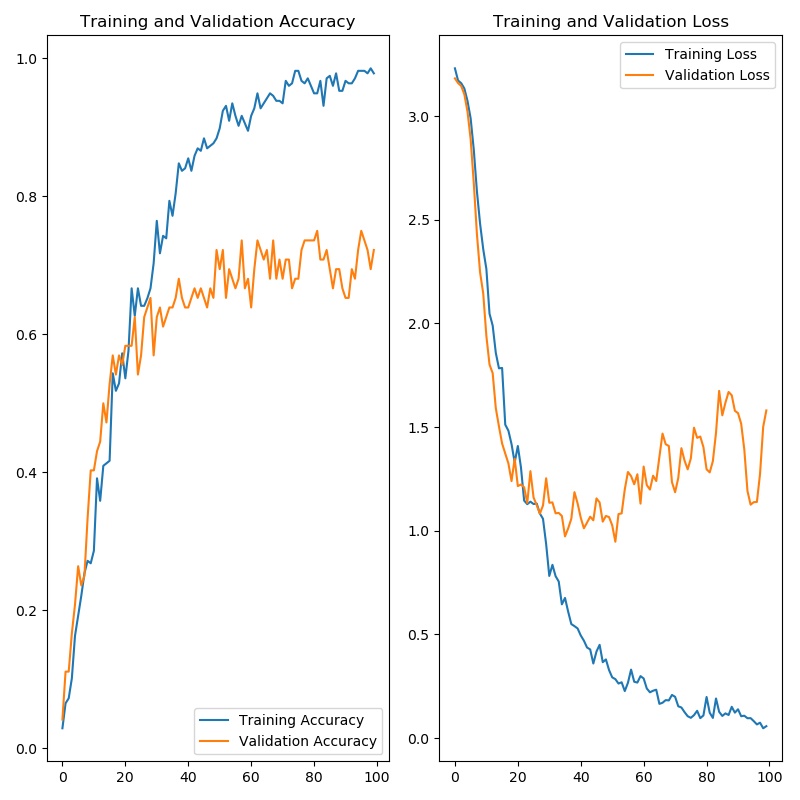 Training and Validation Accuracy
1.0
0.8
0.6
0.4
0.2
0.0
Training Accuracy
Validation Accuracy
0 20 40 60 80 100
Training and Validation Loss
Training Loss
Validation Loss
3.0
2.5
2.0
1.5
1.0
0.5
0.0
0 20 40 60 80 100